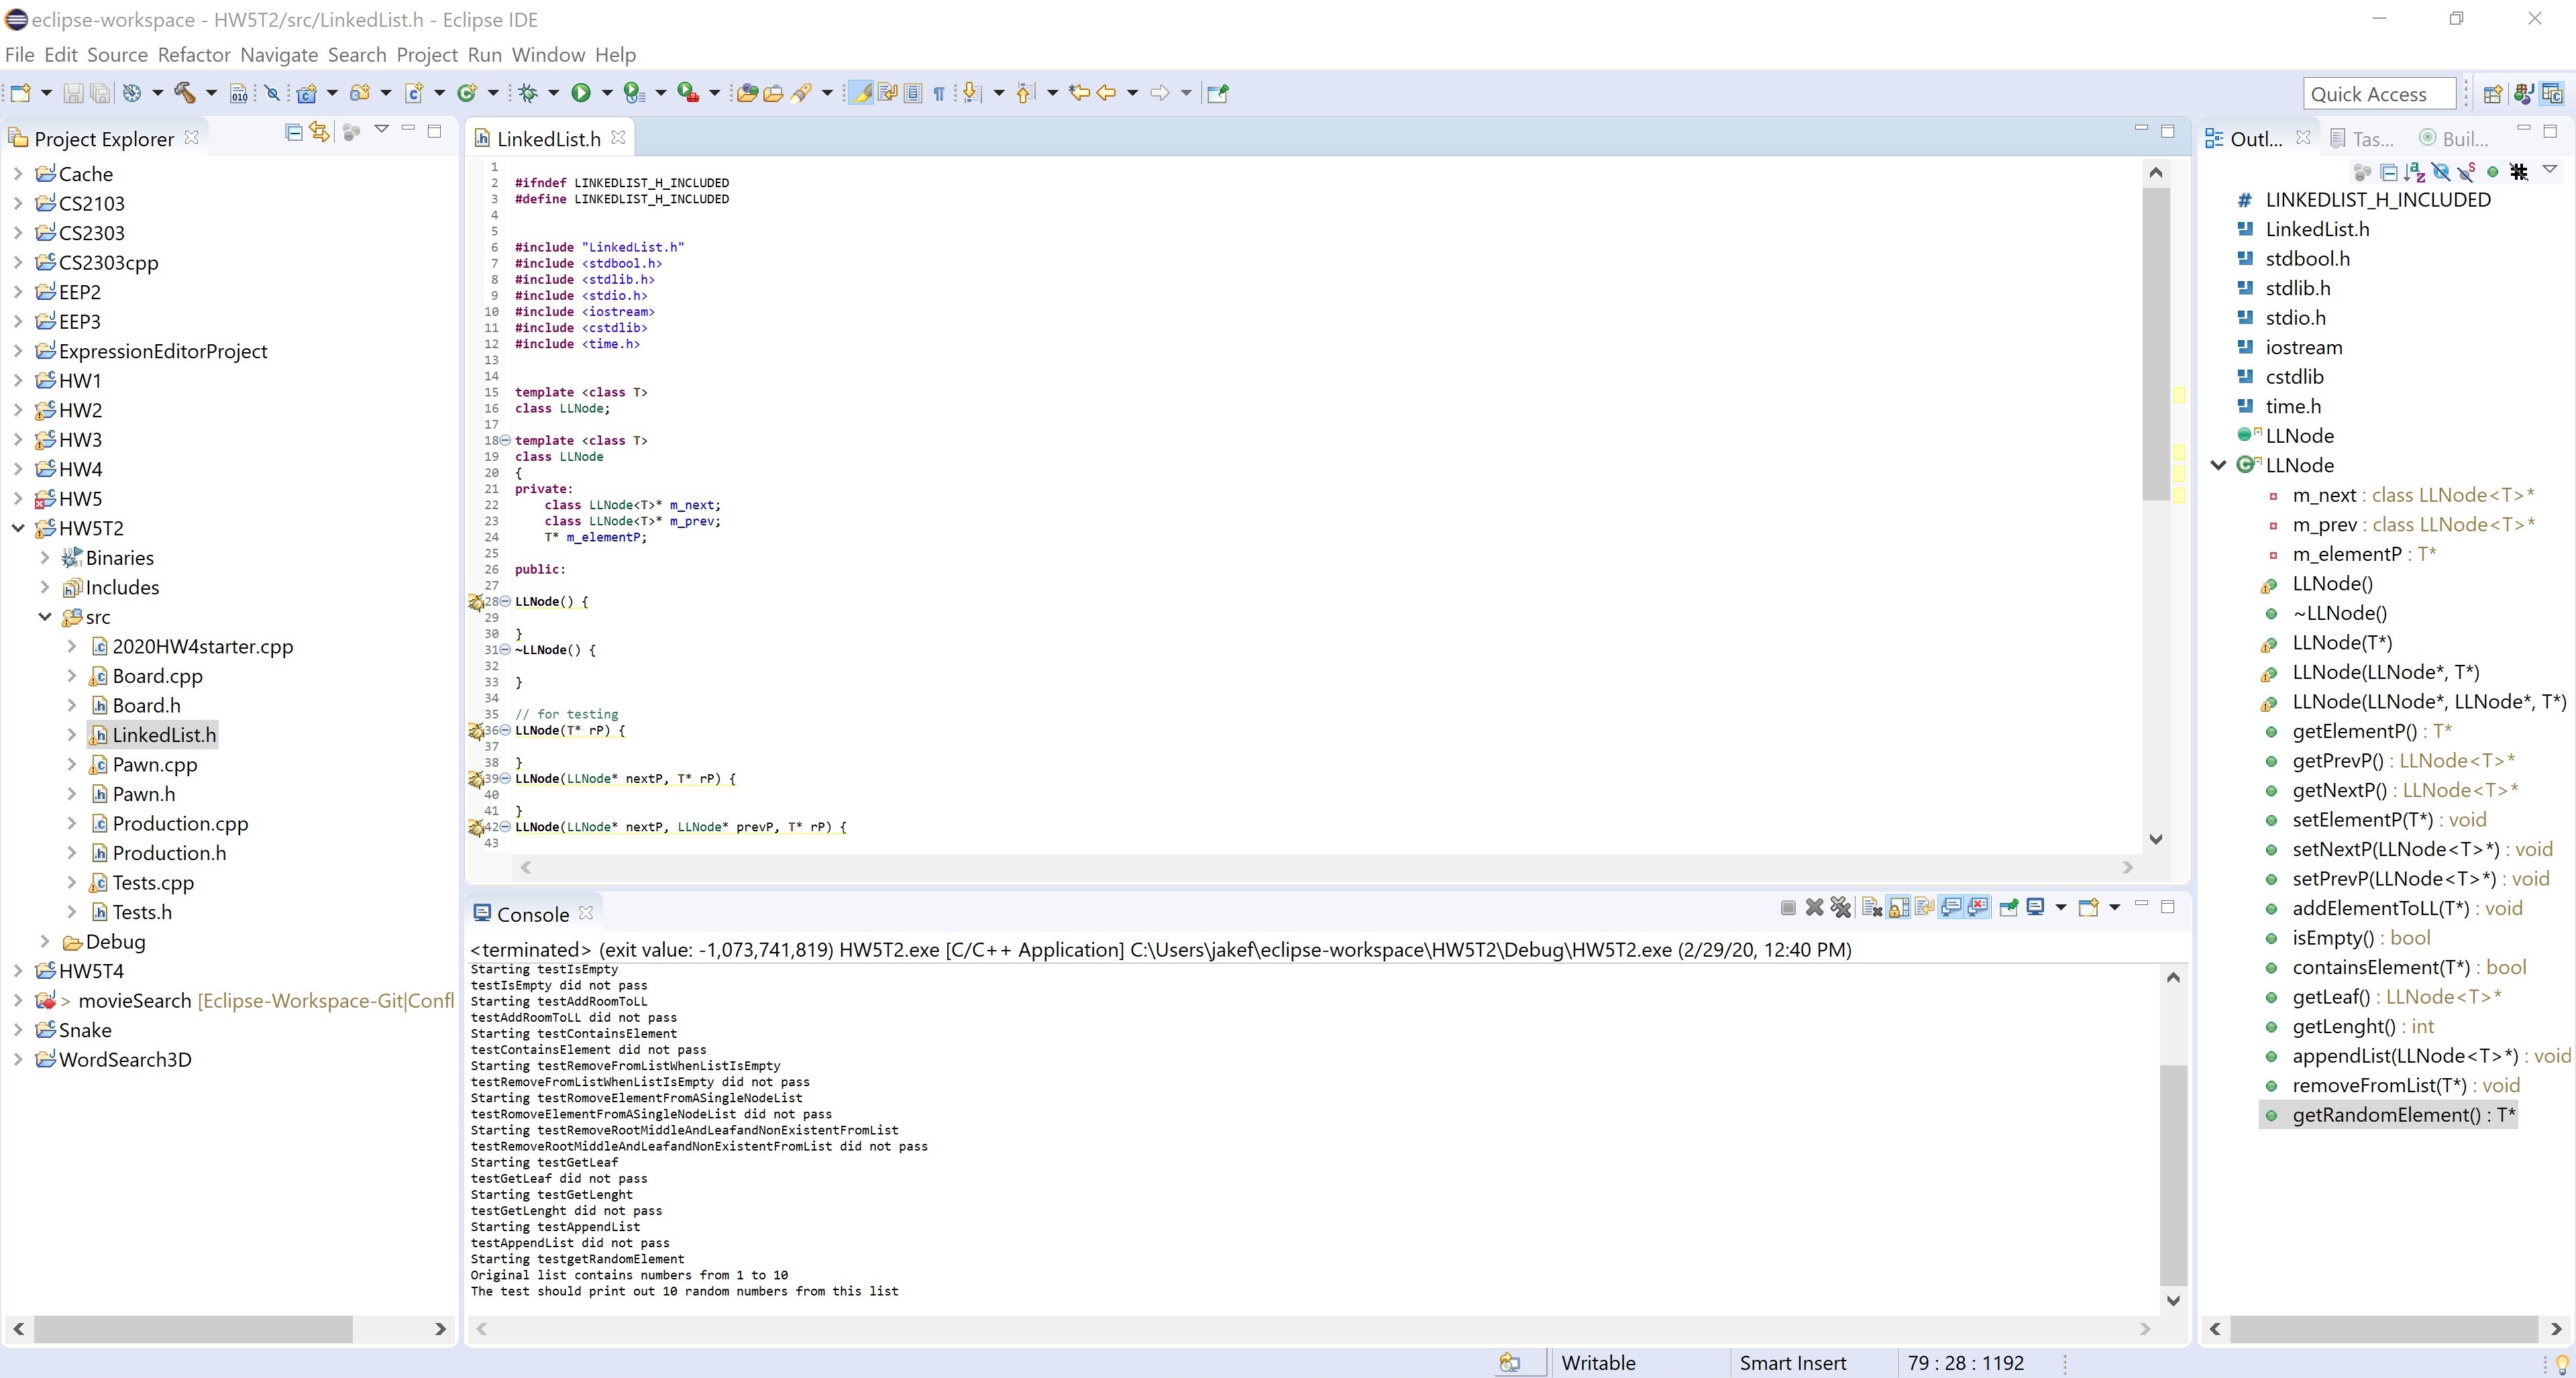 eclipse-workspace - HW5T2/src/LinkedList.h - Eclipse IDE
File Edit Source Refactor Navigate Search Project Run Window Help
Quick Access
Project Explorer
Cache
CS2103
CS2303
CS2303cpp
EEP2
EEP3
ExpressionEditorProject
HW1
HW2
HW3
HW4
HW5
HW5T2
Binaries
Includes
src
2020HW4starter.cpp
Board.cpp
Board.h
LinkedList.h
Pawn.cpp
Pawn.h
Production.cpp
Production.h
Tests.cpp
Tests.h
Debug
HW5T4
> movieSearch [Eclipse-Workspace-Git|Confl
Snake
WordSearch3D
LinkedList.h
1
2 #ifndef LINKEDLIST_H_INCLUDED
3 #define LINKEDLIST_H_INCLUDED
4
5
6 #include "LinkedList.h"
7 #include <stdbool.h>
8 #include <stdlib.h>
9 #include <stdio.h>
10 #include <iostream>
11 #include <cstdlib>
12 #include <time.h>
13
14
15 template <class T>
16 class LLNode;
17
18 template <class T>
19 class LLNode
20 {
21 private:
22 class LLNode<T>* m_next;
23 class LLNode<T>* m_prev;
24 T* m_elementP;
25
26 public:
27
28 LLNode() {
29
30 }
31 ~LLNode() {
32
33 }
34
35 // for testing
36 LLNode(T* rP) {
37
38 }
39 LLNode(LLNode* nextP, T* rP) {
40
41 }
42 LLNode(LLNode* nextP, LLNode* prevP, T* rP) {
43
Console
<terminated> (exit value: -1,073,741,819) HW5T2.exe [C/C++ Application] C:\Users\jakef\eclipse-workspace\HW5T2\Debug\HW5T2.exe (2/29/20, 12:40 PM)
Starting testIsEmpty
testIsEmpty did not pass
Starting testAddRoomToLL
testAddRoomToLL did not pass
Starting testContainsElement
testContainsElement did not pass
Starting testRemoveFromListWhenListIsEmpty
testRemoveFromListWhenListIsEmpty did not pass
Starting testRomoveElementFromASingleNodeList
testRomoveElementFromASingleNodeList did not pass
Starting testRemoveRootMiddleAndLeafandNonExistentFromList
testRemoveRootMiddleAndLeafandNonExistentFromList did not pass
Starting testGetLeaf
testGetLeaf did not pass
Starting testGetLenght
testGetLenght did not pass
Starting testAppendList
testAppendList did not pass
Starting testgetRandomElement
Original list contains numbers from 1 to 10
The test should print out 10 random numbers from this list
Outl... Tas... Buil...
# LINKEDLIST_H_INCLUDED
LinkedList.h
stdbool.h
stdlib.h
stdio.h
iostream
cstdlib
time.h
LLNode
LLNode
m_next : class LLNode<T>*
m_prev : class LLNode<T>*
m_elementP : T*
LLNode()
~LLNode()
LLNode(T*)
LLNode(LLNode*, T*)
LLNode(LLNode*, LLNode*, T*)
getElementP() : T*
getPrevP() : LLNode<T>*
getNextP() : LLNode<T>*
setElementP(T*) : void
setNextP(LLNode<T>*) : void
setPrevP(LLNode<T>*) : void
addElementToLL(T*) : void
isEmpty() : bool
containsElement(T*) : bool
getLeaf() : LLNode<T>*
getLenght() : int
appendList(LLNode<T>*) : void
removeFromList(T*) : void
getRandomElement() : T*
Writable Smart Insert 79 : 28 : 1192